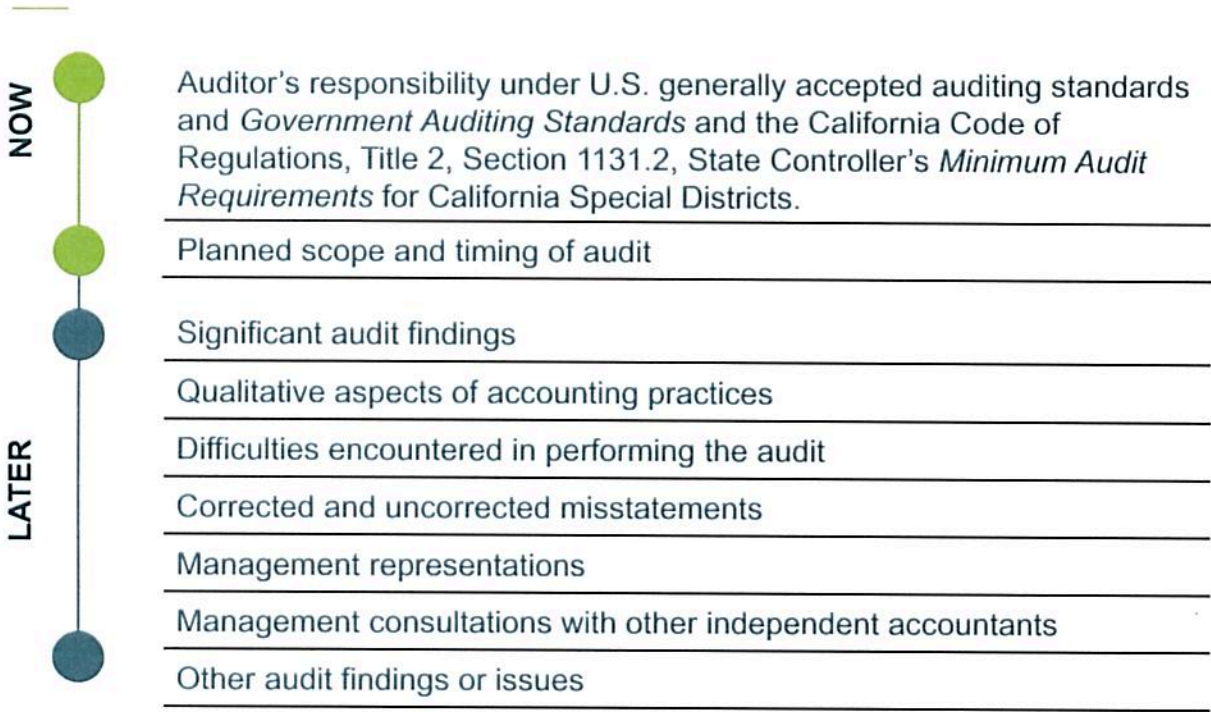 NOW
Auditor's responsibility under U.S. generally accepted auditing standards
and Government Auditing Standards and the California Code of
Regulations, Title 2, Section 1131.2, State Controller's Minimum Audit
Requirements for California Special Districts.
Planned scope and timing of audit
LATER
Significant audit findings
Qualitative aspects of accounting practices
Difficulties encountered in performing the audit
Corrected and uncorrected misstatements
Management representations
Management consultations with other independent accountants
Other audit findings or issues